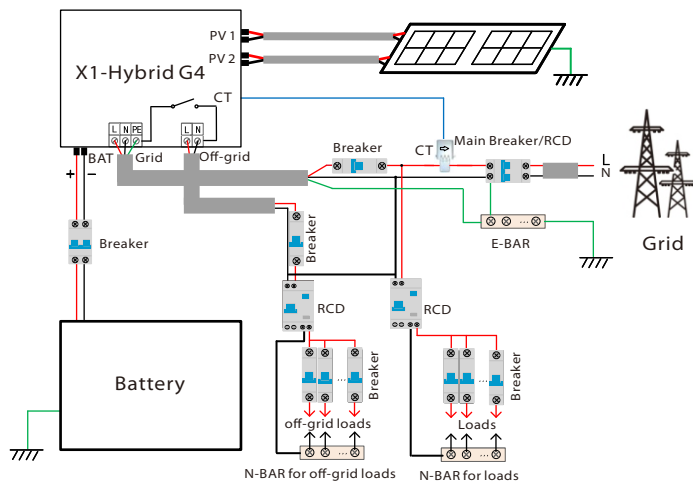 PV 1
PV 2
X1-Hybrid G4
CT
L N PE
L N
BAT
Grid
Off-grid
+
−
Breaker
CT
Main Breaker/RCD
L
N
Grid
E-BAR
...
Breaker
Breaker
RCD
RCD
Battery
...
Breaker
...
Breaker
off-grid loads
Loads
...
...
N-BAR for off-grid loads
N-BAR for loads